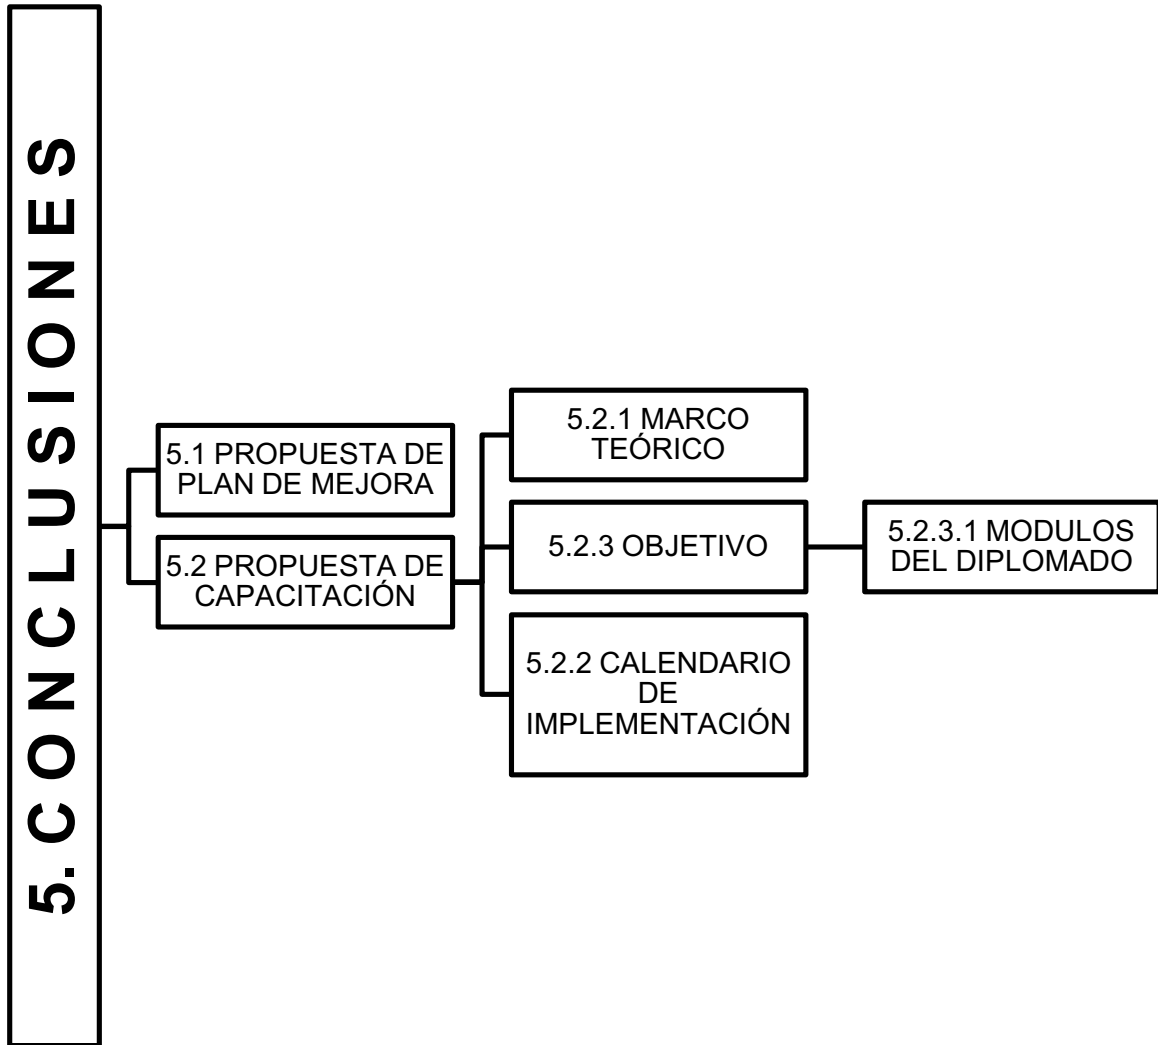 5. CONCLUSIONES
5.1 PROPUESTA DE
PLAN DE MEJORA
5.2 PROPUESTA DE
CAPACITACIÓN
5.2.1 MARCO
TEÓRICO
5.2.3 OBJETIVO
5.2.2 CALENDARIO
DE
IMPLEMENTACIÓN
5.2.3.1 MODULOS
DEL DIPLOMADO